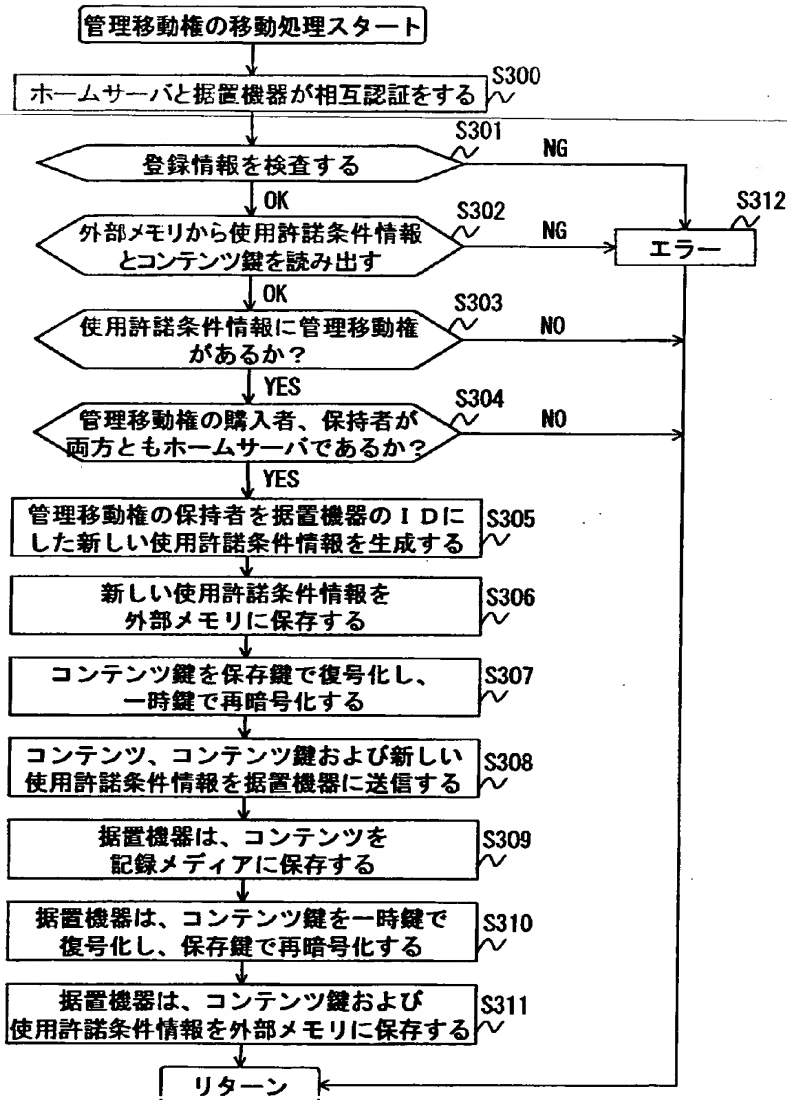 管理移動権の移動処理スタート
S300
ホームサーバと据置機器が相互認証をする
S301
登録情報を検査する
NG
OK
S302
外部メモリから使用許諾条件情報
とコンテンツ鍵を読み出す
NG
S312
エラー
OK
S303
使用許諾条件情報に管理移動権
があるか？
NO
YES
S304
管理移動権の購入者、保持者が
両方ともホームサーバであるか？
NO
YES
管理移動権の保持者を据置機器のＩＤに
した新しい使用許諾条件情報を生成する
S305
新しい使用許諾条件情報を
外部メモリに保存する
S306
コンテンツ鍵を保存鍵で復号化し、
一時鍵で再暗号化する
S307
コンテンツ、コンテンツ鍵および新しい
使用許諾条件情報を据置機器に送信する
S308
据置機器は、コンテンツを
記録メディアに保存する
S309
据置機器は、コンテンツ鍵を一時鍵で
復号化し、保存鍵で再暗号化する
S310
据置機器は、コンテンツ鍵および
使用許諾条件情報を外部メモリに保存する
S311
リターン